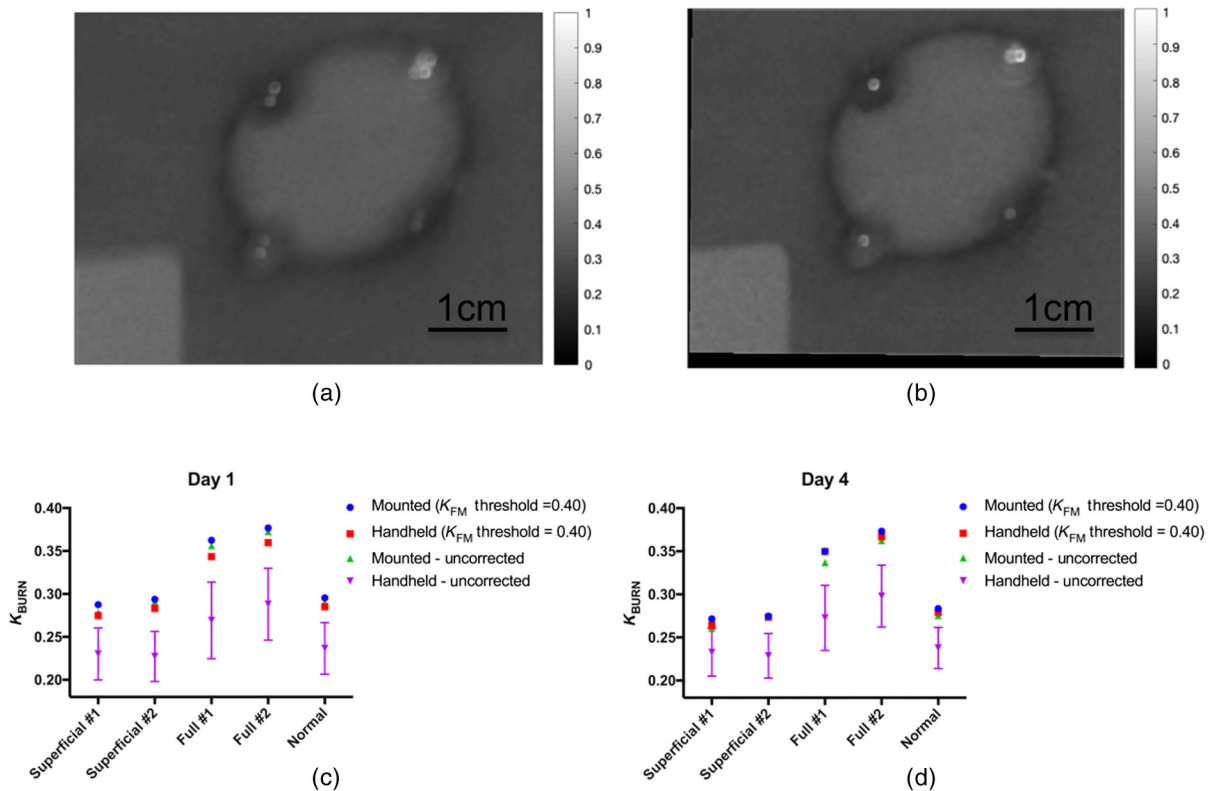 1
0.9
0.8
0.7
0.6
0.5
0.4
0.3
0.2
0.1
0
1cm
(a)
1
0.9
0.8
0.7
0.6
0.5
0.4
0.3
0.2
0.1
0
1cm
(b)
Day 1
0.40
0.35
0.30
0.25
0.20
K_BURN
Superficial #1
Superficial #2
Full #1
Full #2
Normal
Mounted (K_FM threshold =0.40)
Handheld (K_FM threshold = 0.40)
Mounted - uncorrected
Handheld - uncorrected
(c)
Day 4
0.40
0.35
0.30
0.25
0.20
K_BURN
Superficial #1
Superficial #2
Full #1
Full #2
Normal
Mounted (K_FM threshold =0.40)
Handheld (K_FM threshold = 0.40)
Mounted - uncorrected
Handheld - uncorrected
(d)